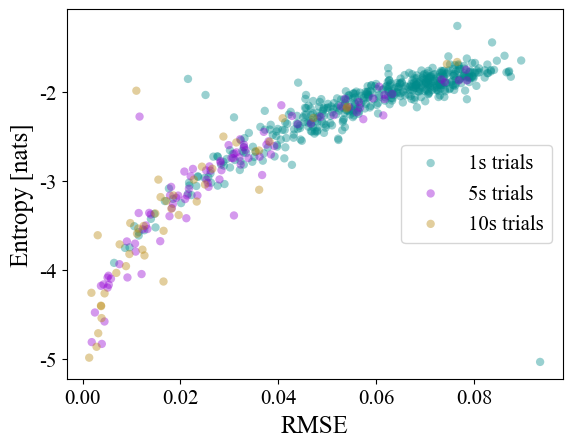 -2
-3
-4
-5
Entropy [nats]
1s trials
5s trials
10s trials
0.00 0.02 0.04 0.06 0.08
RMSE